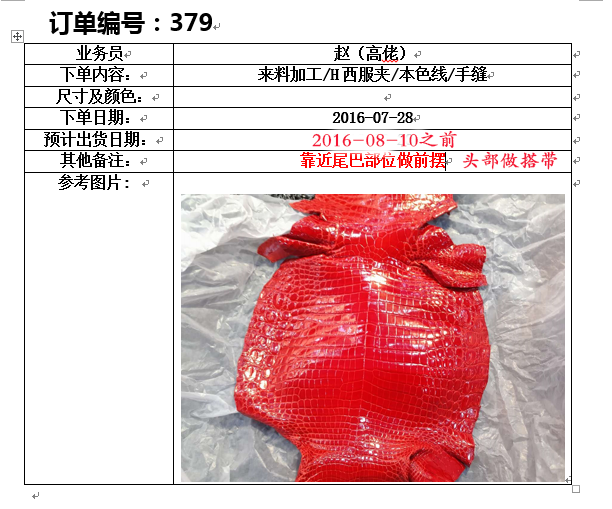 订单编号：379
业务员 赵（高佬）
下单内容： 来料加工/H 西服夹/本色线/手缝
尺寸及颜色：
下单日期： 2016-07-28
预计出货日期： 2016-08-10之前
其他备注： 靠近尾巴部位做前摆 头部做搭带
参考图片：